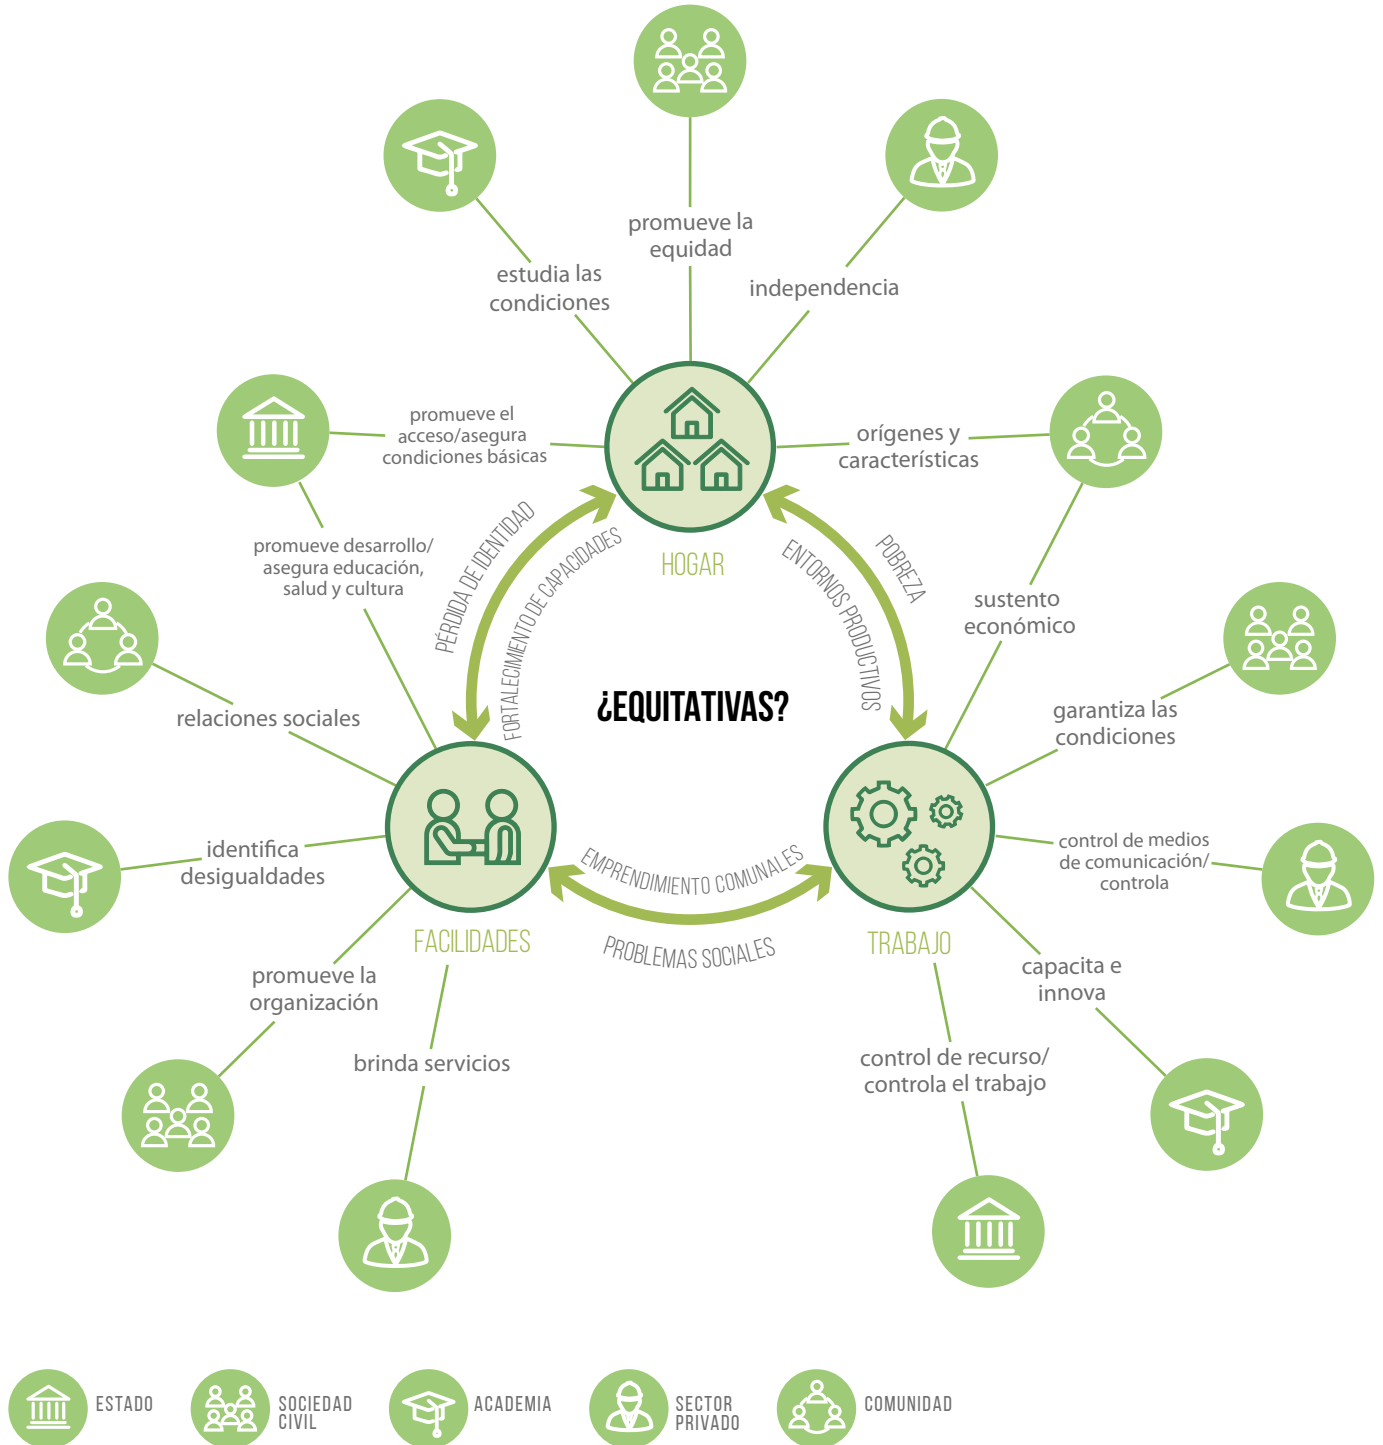 promueve la
equidad
estudia las
condiciones
independencia
promueve el
acceso/asegura
condiciones básicas
orígenes y
característicias
PÉRDIDA DE IDENTIDAD
FORTALECIMIENTO DE CAPACIDADES
HOGAR
ENTORNOS PRODUCTIVOS
POBREZA
promueve desarrollo/
asegura educación,
salud y cultura
sustento
económico
relaciones sociales
¿EQUITATIVAS?
garantiza las
condiciones
identifica
desigualdades
control de medios
de comunicación/
controla
EMPRENDIMIENTO COMUNALES
PROBLEMAS SOCIALES
FACILIDADES
TRABAJO
promueve la
organización
capacita e
innova
brinda servicios
control de recurso/
controla el trabajo
ESTADO
SOCIEDAD
CIVIL
ACADEMIA
SECTOR
PRIVADO
COMUNIDAD